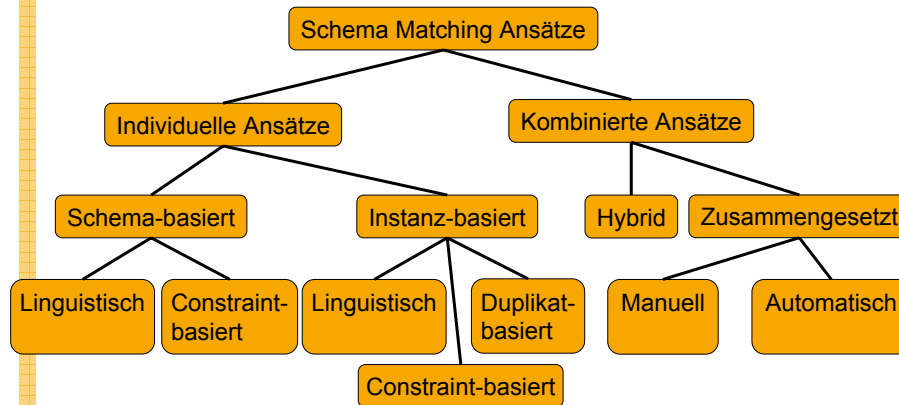 Schema Matching Ansätze
Individuelle Ansätze
Kombinierte Ansätze
Schema-basiert
Instanz-basiert
Hybrid
Zusammengesetzt
Linguistisch
Constraint-
basiert
Linguistisch
Duplikat-
basiert
Manuell
Automatisch
Constraint-basiert